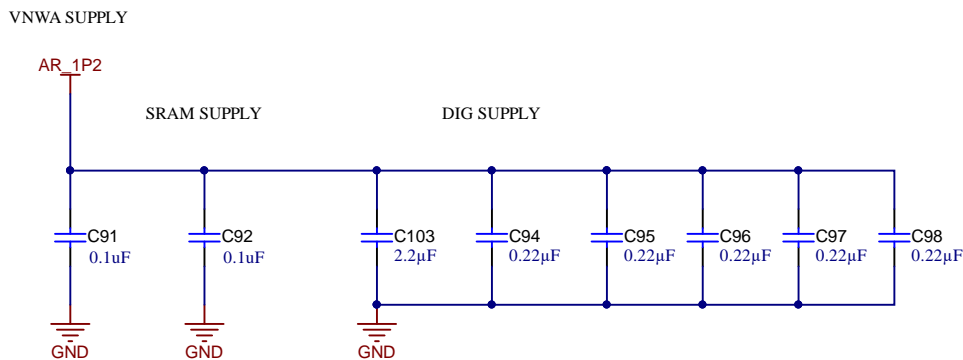 VNWA SUPPLY
AR_1P2
SRAM SUPPLY
DIG SUPPLY
C91
0.1uF
C92
0.1uF
C103
2.2µF
C94
0.22µF
C95
0.22µF
C96
0.22µF
C97
0.22µF
C98
0.22µF
GND
GND
GND